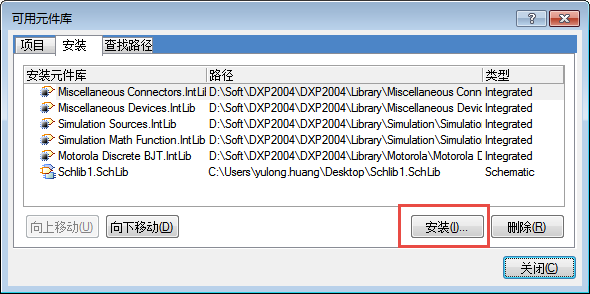 可用元件库
项目 安装 查找路径
安装元件库 路径 类型
Miscellaneous Connectors.IntLib D:\Soft\DXP2004\DXP2004\Library\Miscellaneous Conn Integrated
Miscellaneous Devices.IntLib D:\Soft\DXP2004\DXP2004\Library\Miscellaneous Devic Integrated
Simulation Sources.IntLib D:\Soft\DXP2004\DXP2004\Library\Simulation\Simulatio Integrated
Simulation Math Function.IntLib D:\Soft\DXP2004\DXP2004\Library\Simulation\Simulatio Integrated
Motorola Discrete BJT.IntLib D:\Soft\DXP2004\DXP2004\Library\Motorola\Motorola D Integrated
Schlib1.SchLib C:\Users\yulong.huang\Desktop\Schlib1.SchLib Schematic
向上移动(U) 向下移动(D) 安装(I)... 删除(R)
关闭(C)